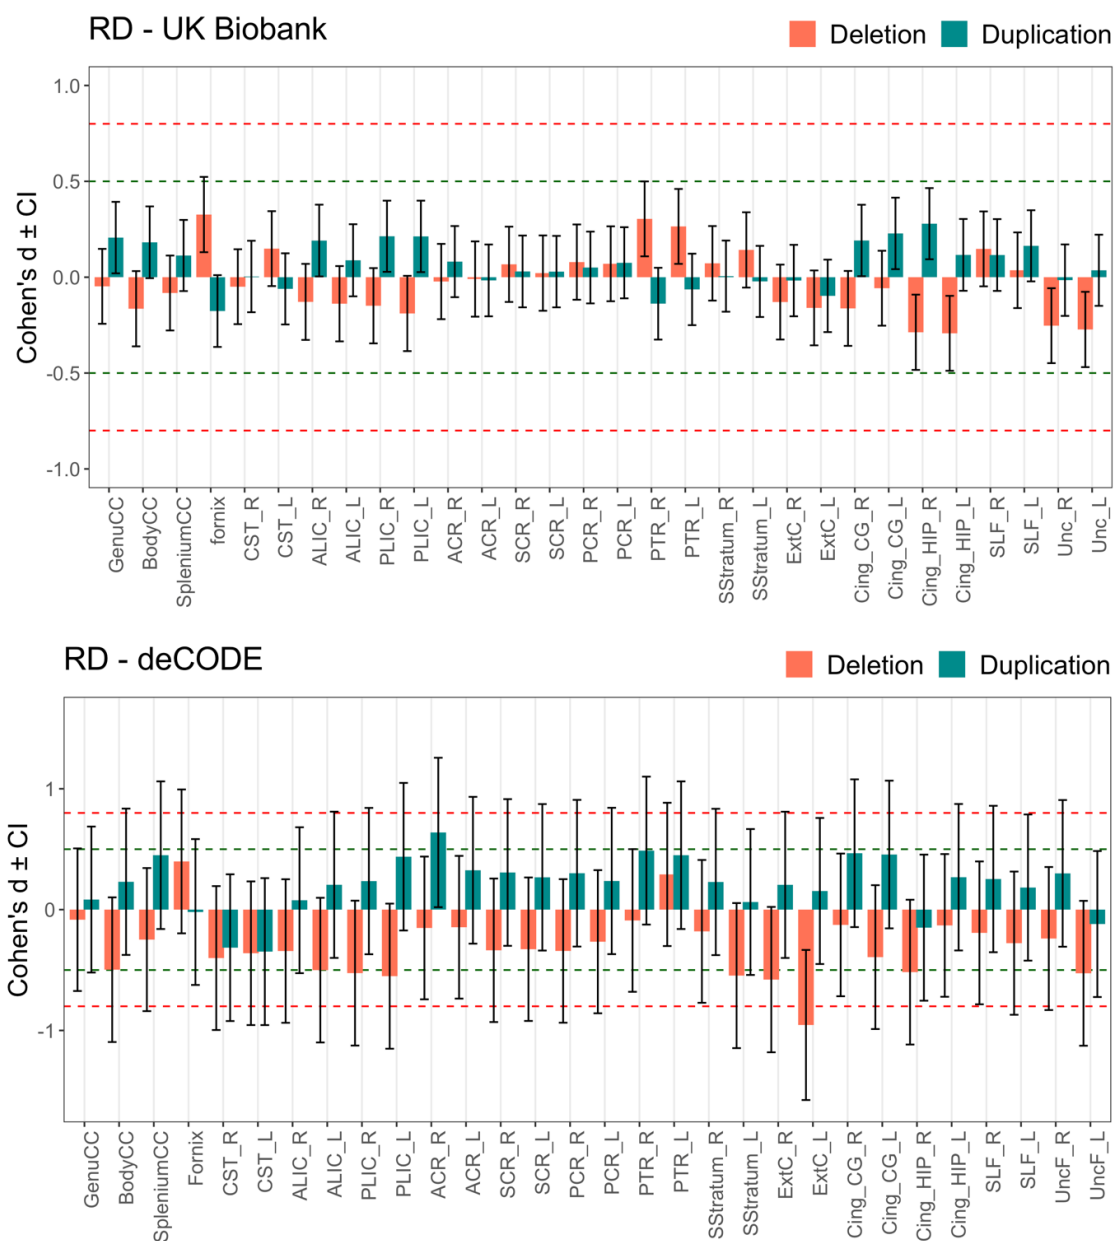 RD - UK Biobank
Deletion Duplication
Cohen's d ± CI
1.0
0.5
0.0
-0.5
-1.0
GenuCC
BodyCC
SpleniumCC
fornix
CST_R
CST_L
ALIC_R
ALIC_L
PLIC_R
PLIC_L
ACR_R
ACR_L
SCR_R
SCR_L
PCR_R
PCR_L
PTR_R
PTR_L
SStratum_R
SStratum_L
ExtC_R
ExtC_L
Cing_CG_R
Cing_CG_L
Cing_HIP_R
Cing_HIP_L
SLF_R
SLF_L
Unc_R
Unc_L
RD - deCODE
Deletion Duplication
Cohen's d ± CI
1
0
-1
GenuCC
BodyCC
SpleniumCC
Fornix
CST_R
CST_L
ALIC_R
ALIC_L
PLIC_R
PLIC_L
ACR_R
ACR_L
SCR_R
SCR_L
PCR_R
PCR_L
PTR_R
PTR_L
SStratum_R
SStratum_L
ExtC_R
ExtC_L
Cing_CG_R
Cing_CG_L
Cing_HIP_R
Cing_HIP_L
SLF_R
SLF_L
UncF_R
UncF_L